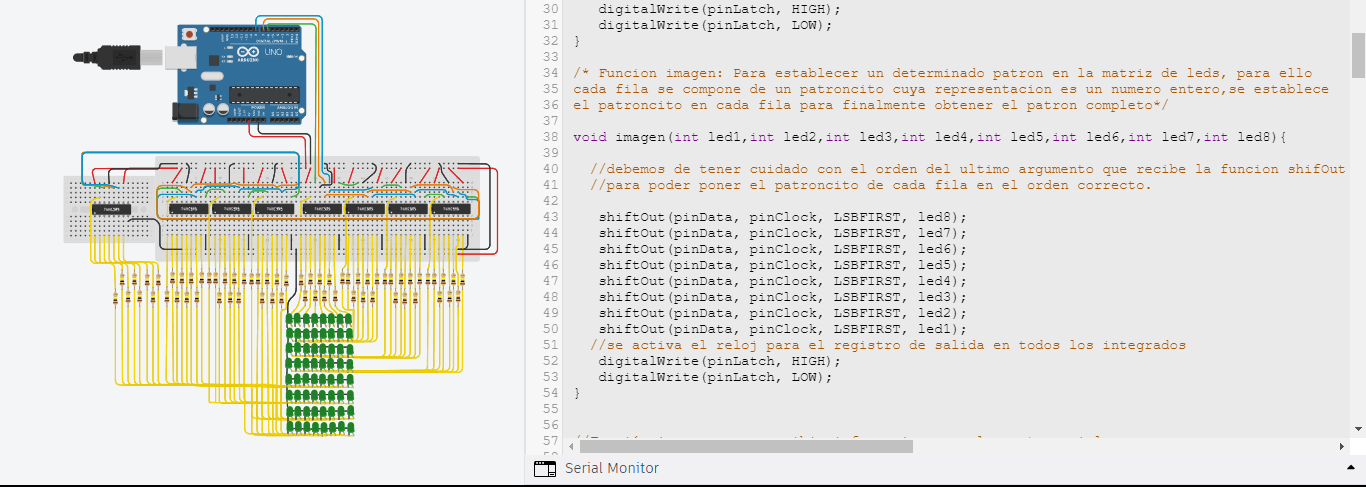 UNO
ARDUINO
30 digitalWrite(pinLatch, HIGH);
31 digitalWrite(pinLatch, LOW);
32 }
33
34 /* Funcion imagen: Para establecer un determinado patron en la matriz de leds, para ello
35 cada fila se compone de un patroncito cuya representacion es un numero entero,se establece
36 el patroncito en cada fila para finalmente obtener el patron completo*/
37
38 void imagen(int led1,int led2,int led3,int led4,int led5,int led6,int led7,int led8){
39
40 //debemos de tener cuidado con el orden del ultimo argumento que recibe la funcion shifOut
41 //para poder poner el patroncito de cada fila en el orden correcto.
42
43 shiftOut(pinData, pinClock, LSBFIRST, led8);
44 shiftOut(pinData, pinClock, LSBFIRST, led7);
45 shiftOut(pinData, pinClock, LSBFIRST, led6);
46 shiftOut(pinData, pinClock, LSBFIRST, led5);
47 shiftOut(pinData, pinClock, LSBFIRST, led4);
48 shiftOut(pinData, pinClock, LSBFIRST, led3);
49 shiftOut(pinData, pinClock, LSBFIRST, led2);
50 shiftOut(pinData, pinClock, LSBFIRST, led1);
51 //se activa el reloj para el registro de salida en todos los integrados
52 digitalWrite(pinLatch, HIGH);
53 digitalWrite(pinLatch, LOW);
54 }
55
56
57
Serial Monitor